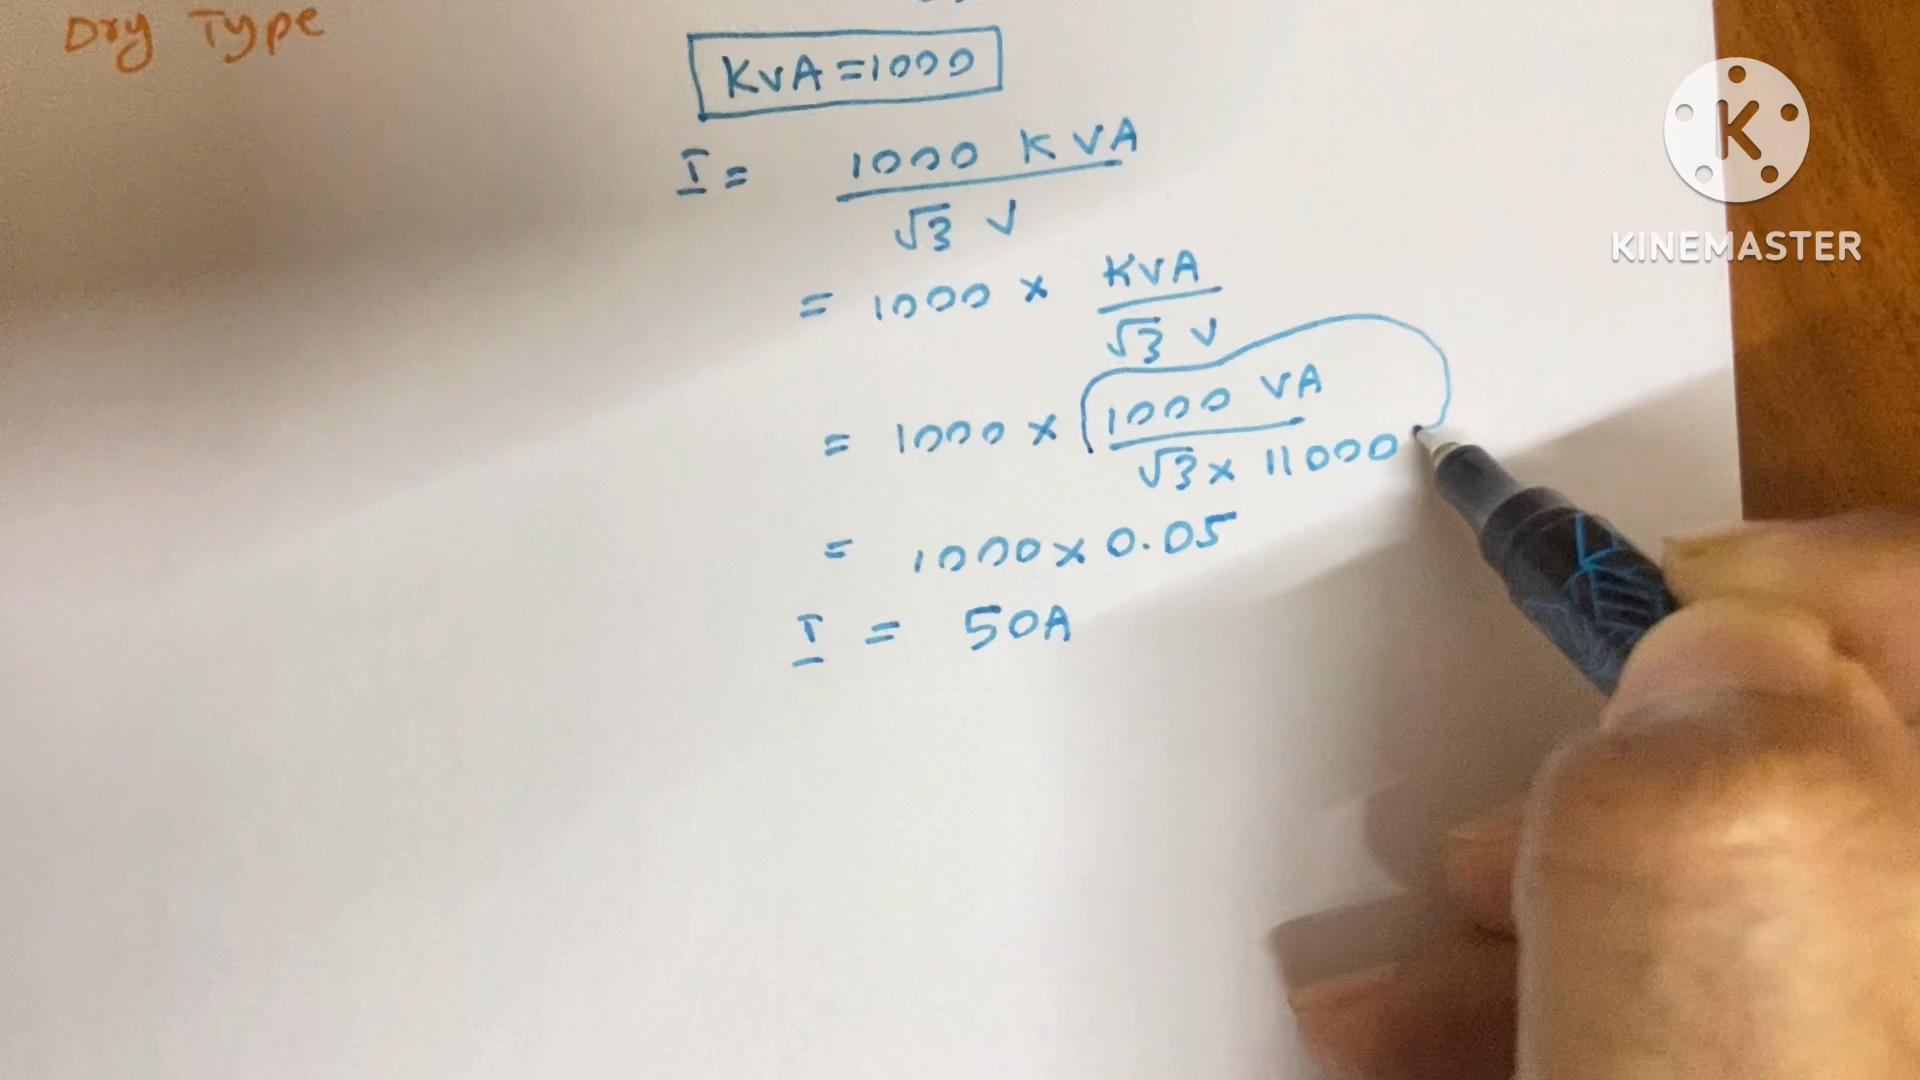 Dry Type
KVA = 1000
I = 1000 KVA / √3 V
= 1000 × KVA / √3 V
= 1000 × 1000 VA / √3 × 11000
= 1000 × 0.05
I = 50A
K
KINEMASTER